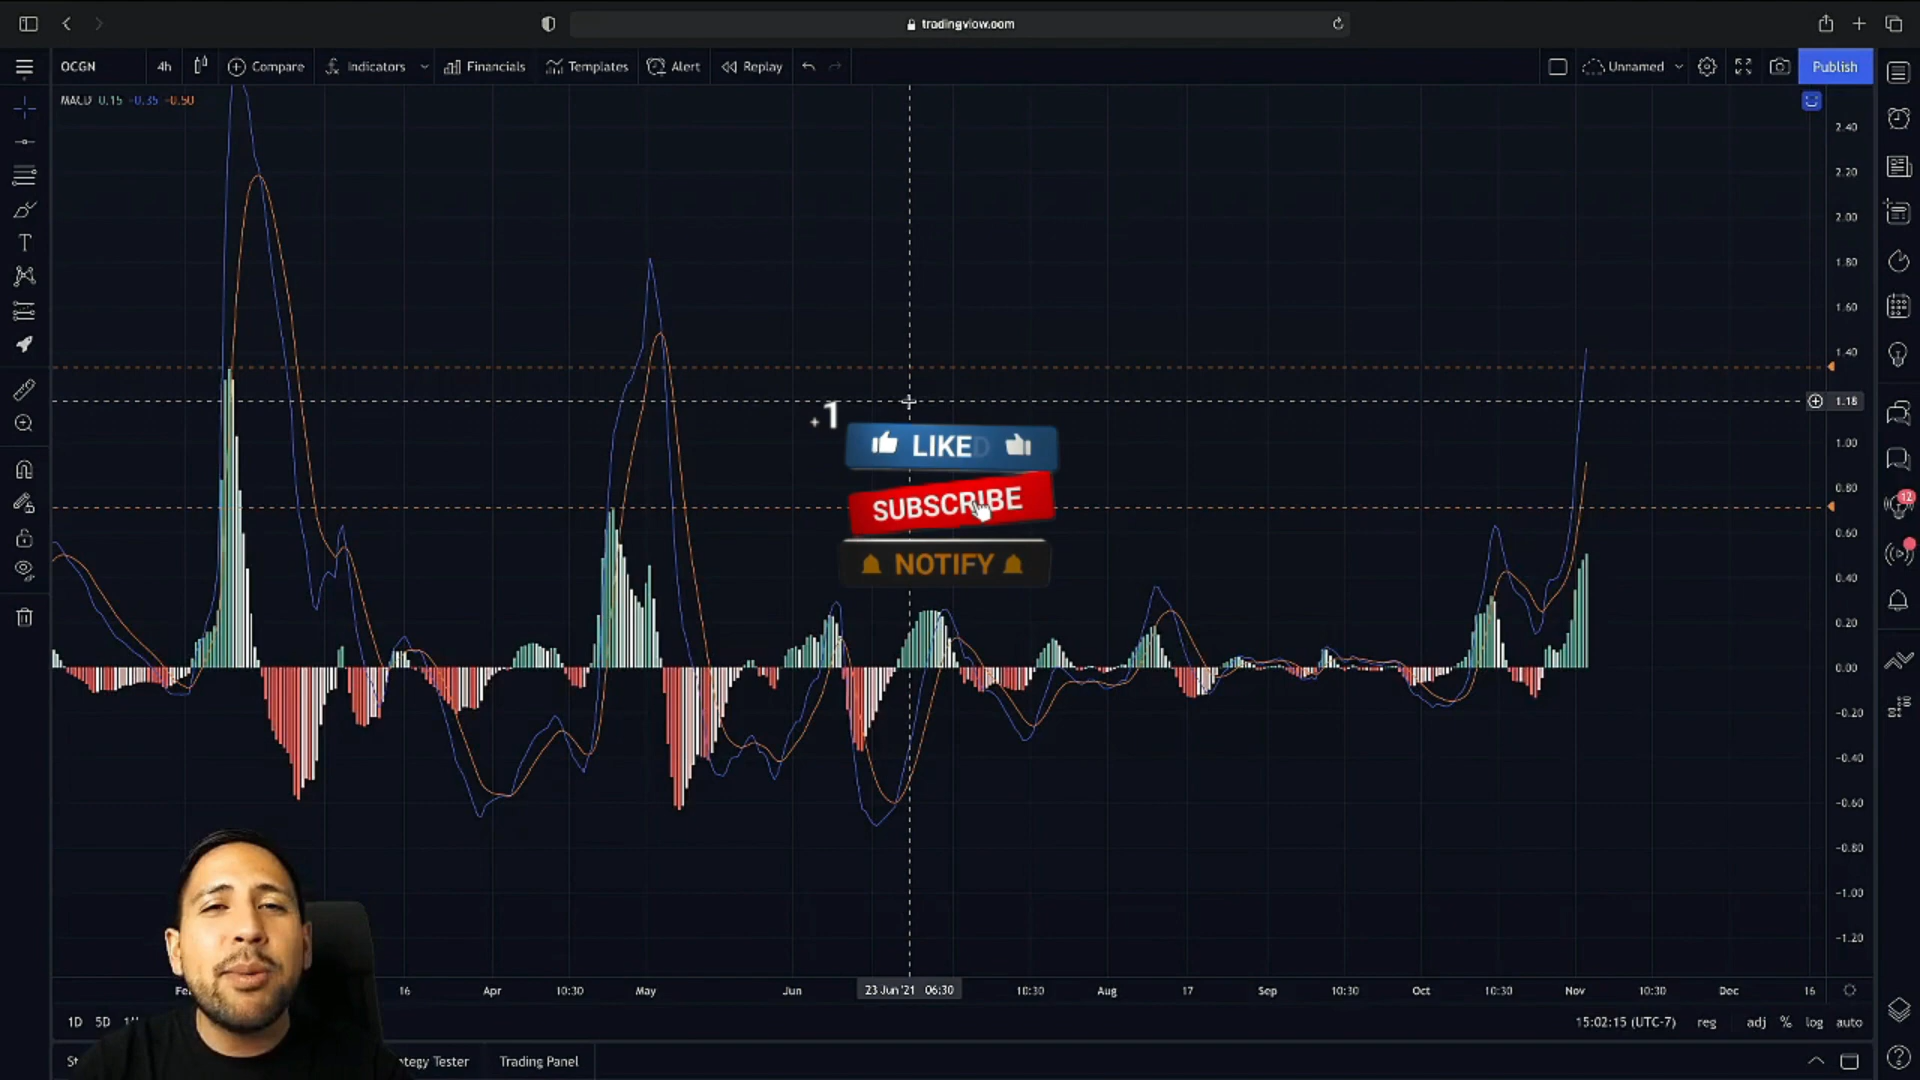 tradingview.com
OCGN 4h Compare Indicators Financials Templates Alert Replay Unnamed Publish
MACD 0.15 -0.35 -0.50
2.40
2.20
2.00
1.80
1.60
1.40
1.18
1.00
0.80
0.60
0.40
0.20
0.00
-0.20
-0.40
-0.60
-0.80
-1.00
-1.20
12
+1
LIKED
SUBSCRIBE
NOTIFY
16 Apr 10:30 May Jun 23 Jun '21 06:30 10:30 Aug 17 Sep 10:30 Oct 10:30 Nov 10:30 Dec 16
1D 5D 15:02:15 (UTC-7) reg adj % log auto
Trading Panel